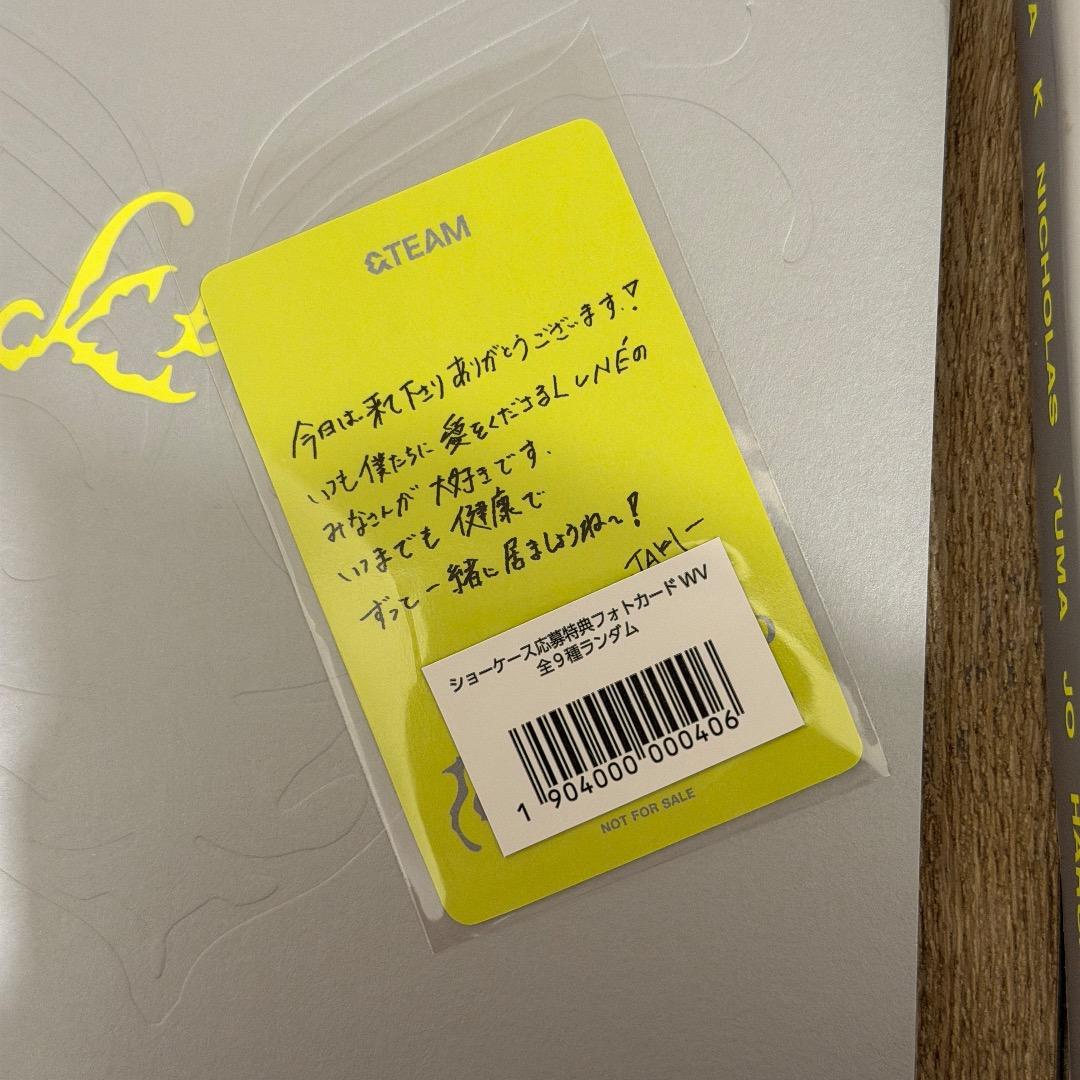 &TEAM
今日は来て下さり ありがとうございます!
いつも僕たちに 愛をくださる LUNÉの
みなさんが 大好きです.
いつまでも 健康で
ずっと一緒に居ましょうね〜!
TAKI
ショーケース応募特典フォトカードWV
全9種ランダム
1 904000 000406
NOT FOR SALE
A K NICHOLAS YUMA JO